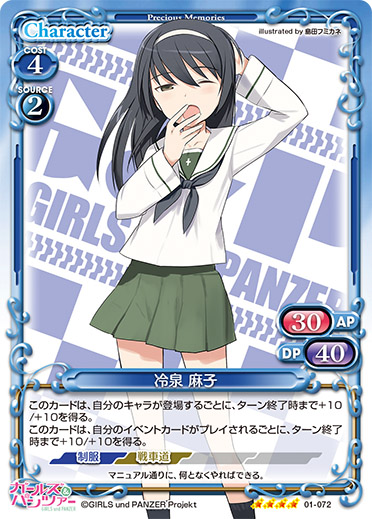 Precious Memories
Character
illustrated by 島田フミカネ
COST
4
SOURCE
2
GIRLS
PANZER
30 AP
DP 40
冷泉 麻子
このカードは、自分のキャラが登場するごとに、ターン終了時まで+10
/+10を得る。
このカードは、自分のイベントカードがプレイされるごとに、ターン終了
時まで+10/+10を得る。
制服 戦車道
マニュアル通りに、何となくやればできる。
ガールズ&パンツァー
GIRLS und PANZER
©GIRLS und PANZER Projekt
01-072